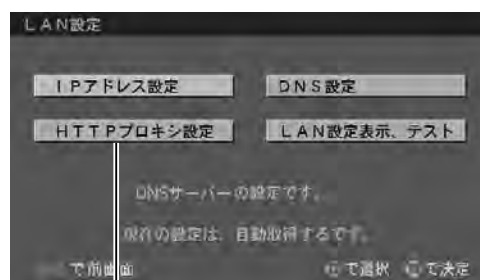 LAN設定
IPアドレス設定 DNS設定
HTTPプロキシ設定 LAN設定表示、テスト
DNSサーバーの設定です。
現在の設定は、自動取得するです。
で前画面 で選択 で決定